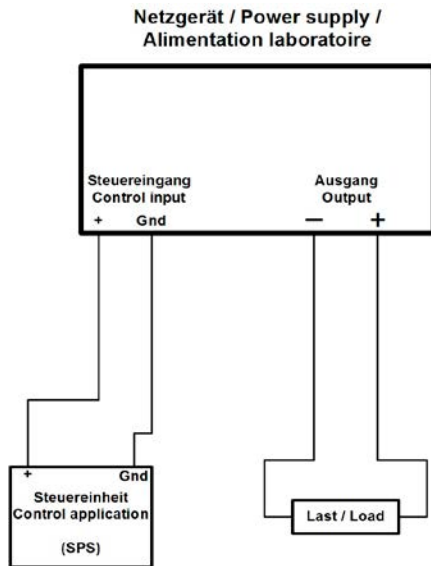 Netzgerät / Power supply /
Alimentation laboratoire
Steuereingang
Control input
+ Gnd
Ausgang
Output
— +
+ Gnd
Steuereinheit
Control application
(SPS)
Last / Load